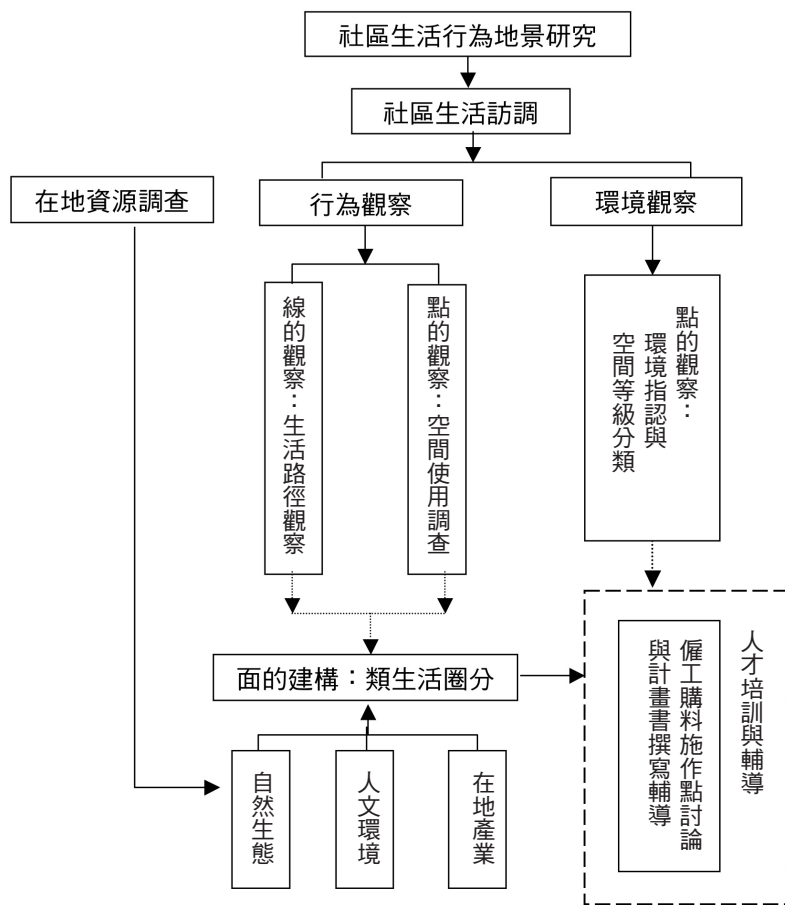 社區生活行為地景研究
社區生活訪調
在地資源調查
行為觀察
環境觀察
線的觀察：生活路徑觀察
點的觀察：空間使用調查
點的觀察：
環境指認與
空間等級分類
面的建構：類生活圈分
自然生態
人文環境
在地產業
人才培訓與輔導
僱工購料施作點討論
與計畫書撰寫輔導